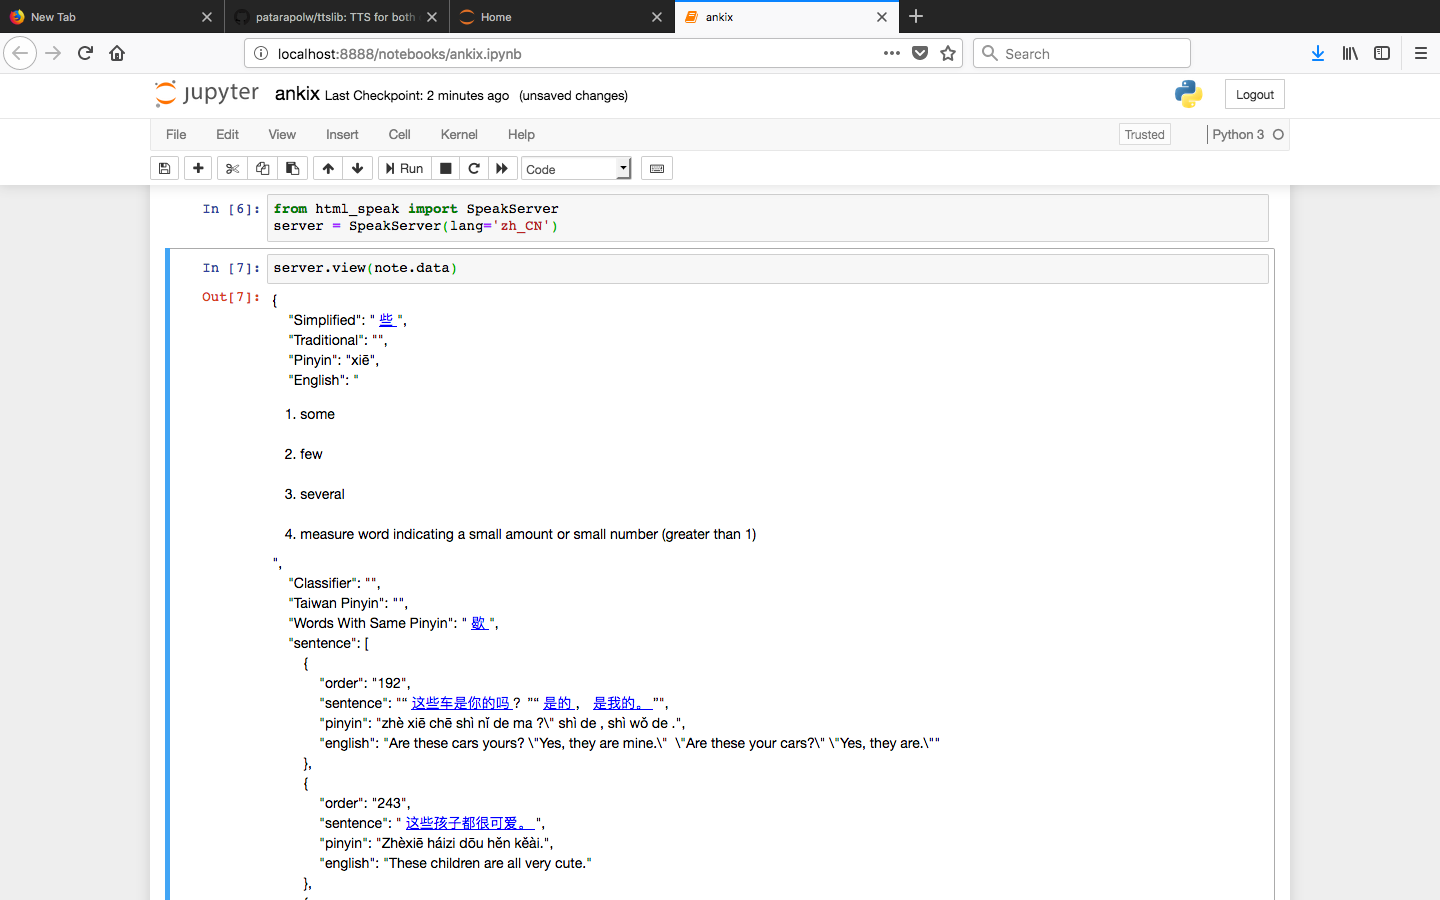 New Tab
patarapolw/ttslib: TTS for both
Home
ankix
localhost:8888/notebooks/ankix.ipynb
Search
jupyter ankix Last Checkpoint: 2 minutes ago (unsaved changes)
Logout
File Edit View Insert Cell Kernel Help
Trusted
Python 3
Run
Code
In [6]: from html_speak import SpeakServer
server = SpeakServer(lang='zh_CN')
In [7]: server.view(note.data)
Out[7]: {
"Simplified": " 些 ",
"Traditional": "",
"Pinyin": "xiē",
"English": "
1. some
2. few
3. several
4. measure word indicating a small amount or small number (greater than 1)
",
"Classifier": "",
"Taiwan Pinyin": "",
"Words With Same Pinyin": " 歇 ",
"sentence": [
{
"order": "192",
"sentence": "“ 这些车是你的吗 ？ ”“ 是的 ， 是我的。 ”",
"pinyin": "zhè xiē chē shì nǐ de ma ?\" shì de , shì wǒ de .",
"english": "Are these cars yours? \"Yes, they are mine.\" \"Are these your cars?\" \"Yes, they are.\""
},
{
"order": "243",
"sentence": " 这些孩子都很可爱。 ",
"pinyin": "Zhèxiē háizi dōu hěn kěài.",
"english": "These children are all very cute."
},